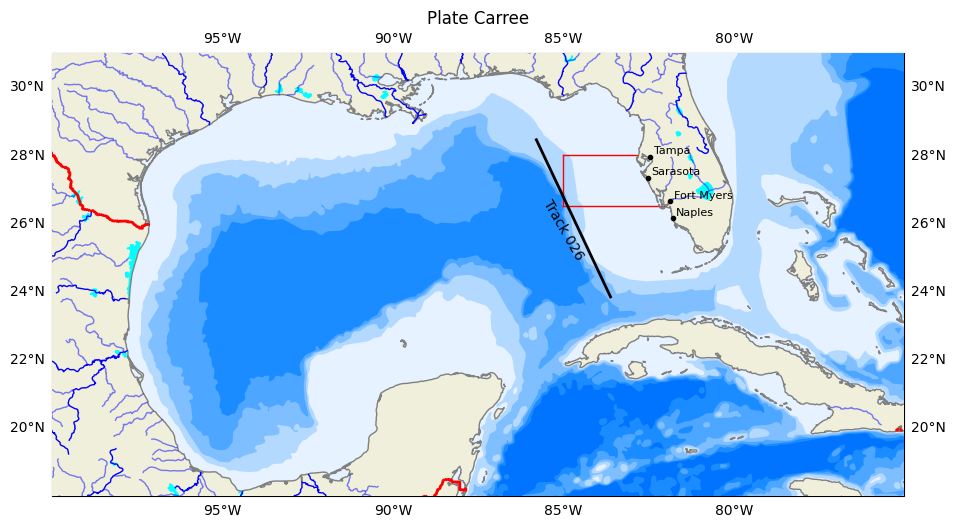 Plate Carree
95°W 90°W 85°W 80°W
30°N 30°N
28°N Tampa 28°N
Sarasota
Fort Myers
26°N Track 026 Naples 26°N
24°N 24°N
22°N 22°N
20°N 20°N
95°W 90°W 85°W 80°W